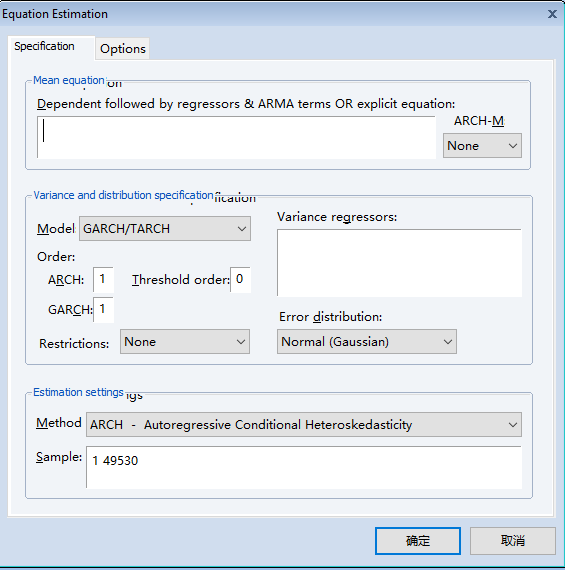 Equation Estimation
Specification Options
Mean equation
Dependent followed by regressors & ARMA terms OR explicit equation:
ARCH-M:
None
Variance and distribution specification
Model GARCH/TARCH
Variance regressors:
Order:
ARCH: 1 Threshold order: 0
GARCH: 1
Error distribution:
Restrictions: None
Normal (Gaussian)
Estimation settings
Method ARCH - Autoregressive Conditional Heteroskedasticity
Sample: 1 49530
确定 取消